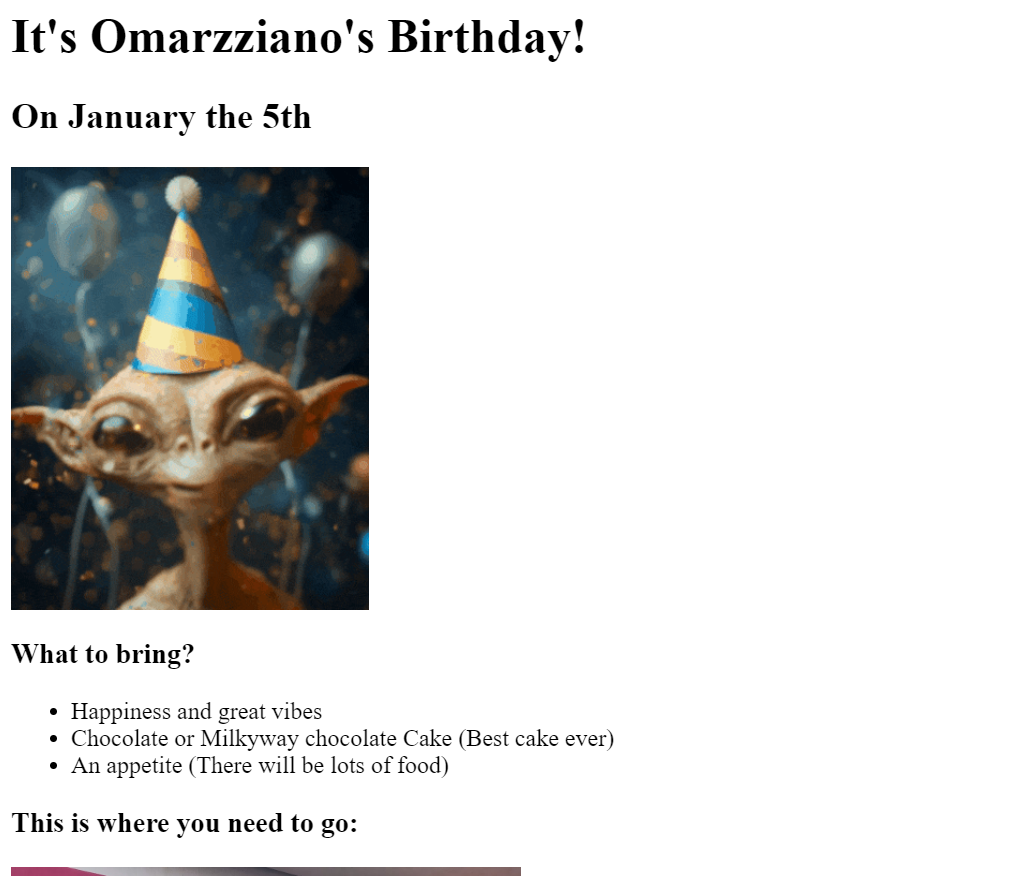 It's Omarzziano's Birthday!
On January the 5th
What to bring?
Happiness and great vibes
Chocolate or Milkyway chocolate Cake (Best cake ever)
An appetite (There will be lots of food)
This is where you need to go: